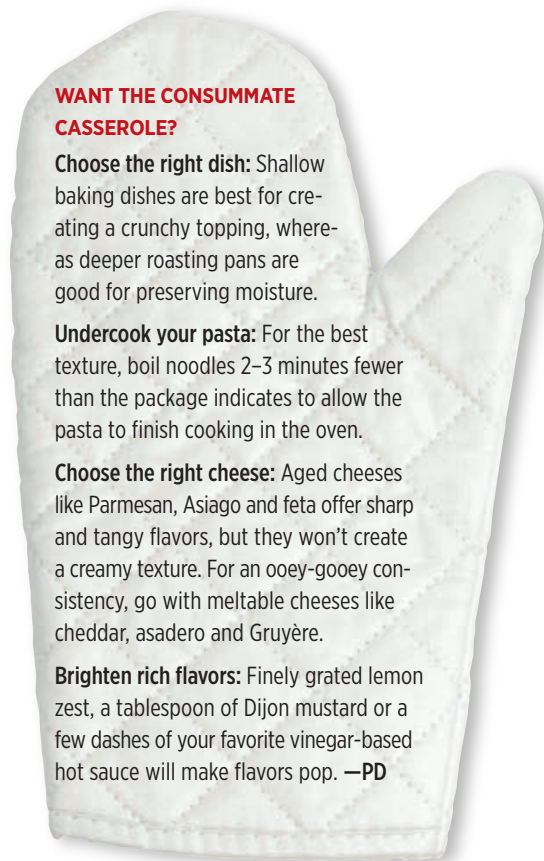 WANT THE CONSUMMATE
CASSEROLE?
Choose the right dish: Shallow
baking dishes are best for cre-
ating a crunchy topping, where-
as deeper roasting pans are
good for preserving moisture.
Undercook your pasta: For the best
texture, boil noodles 2–3 minutes fewer
than the package indicates to allow the
pasta to finish cooking in the oven.
Choose the right cheese: Aged cheeses
like Parmesan, Asiago and feta offer sharp
and tangy flavors, but they won’t create
a creamy texture. For an ooey-gooey con-
sistency, go with meltable cheeses like
cheddar, asadero and Gruyère.
Brighten rich flavors: Finely grated lemon
zest, a tablespoon of Dijon mustard or a
few dashes of your favorite vinegar-based
hot sauce will make flavors pop. —PD